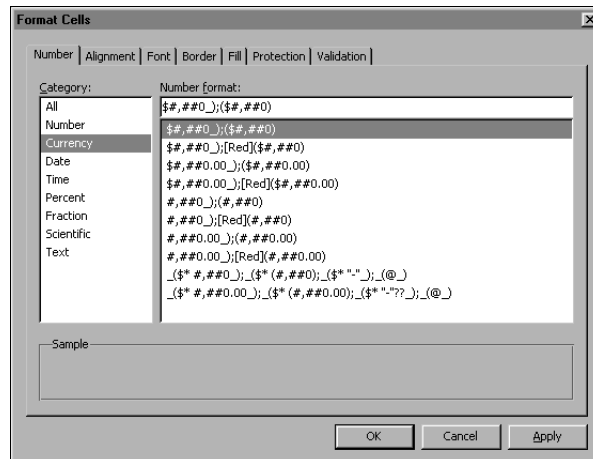 Format Cells
Number Alignment Font Border Fill Protection Validation
Category:
All
Number
Currency
Date
Time
Percent
Fraction
Scientific
Text
Number format:
$#,##0_);($#,##0)
$#,##0_);($#,##0)
$#,##0_);[Red]($#,##0)
$#,##0.00_);($#,##0.00)
$#,##0.00_);[Red]($#,##0.00)
#,##0_);(#,##0)
#,##0_);[Red](#,##0)
#,##0.00_);(#,##0.00)
#,##0.00_);[Red](#,##0.00)
_($* #,##0_);_($* (#,##0);_($* "-"_);_(@_)
_($* #,##0.00_);_($* (#,##0.00);_($* "-"??_);_(@_)
Sample
OK Cancel Apply